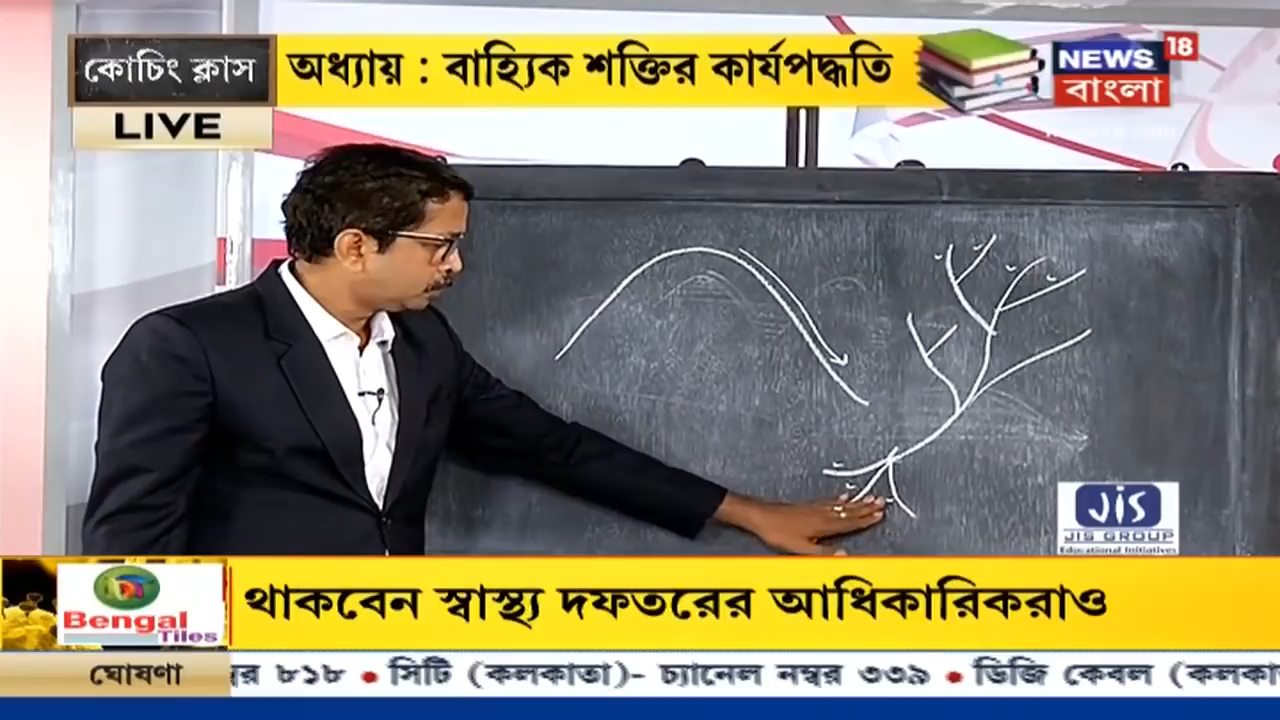 কোচিং ক্লাস
LIVE
অধ্যায় : বাহ্যিক শক্তির কার্যপদ্ধতি
NEWS 18
বাংলা
JIS
JIS GROUP
Educational Initiatives
Bengal
Tiles
থাকবেন স্বাস্থ্য দফতরের আধিকারিকরাও
ঘোষণা
৮১৮ • সিটি (কলকাতা)- চ্যানেল নম্বর ৩৩৯ • ডিজি কেবল